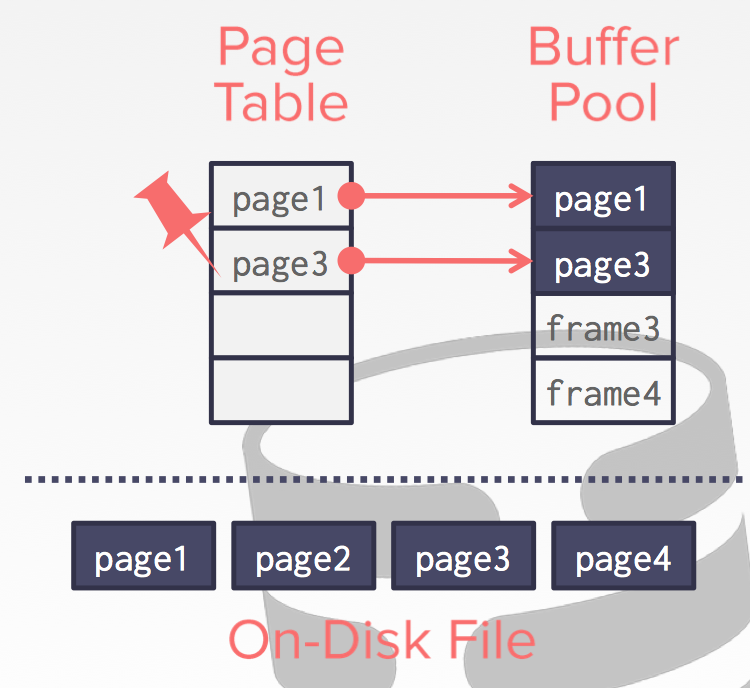 Page
Table
Buffer
Pool
page1
page1
page3
page3
frame3
frame4
page1 page2 page3 page4
On-Disk File